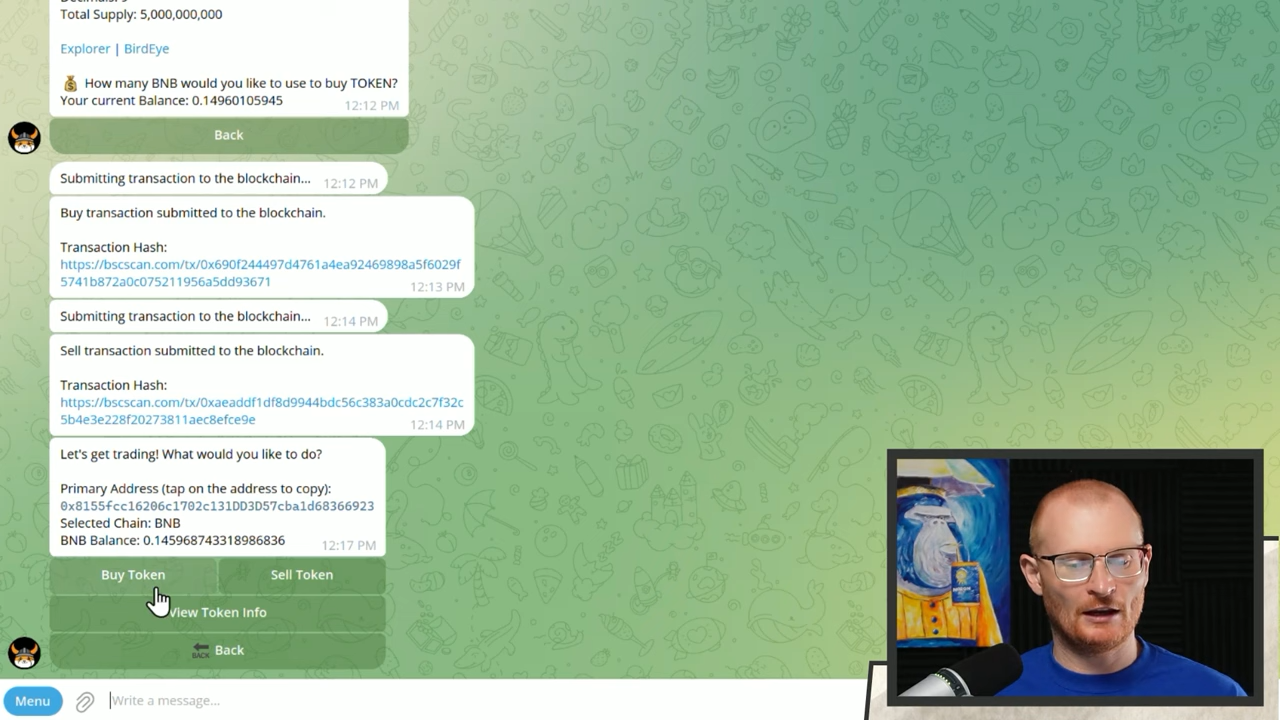 Total Supply: 5,000,000,000
Explorer | BirdEye
💰 How many BNB would you like to use to buy TOKEN?
Your current Balance: 0.14960105945
12:12 PM
Back
Submitting transaction to the blockchain...
12:12 PM
Buy transaction submitted to the blockchain.
Transaction Hash:
https://bscscan.com/tx/0x690f244497d4761a4ea92469898a5f6029f
5741b872a0c075211956a5dd93671
12:13 PM
Submitting transaction to the blockchain...
12:14 PM
Sell transaction submitted to the blockchain.
Transaction Hash:
https://bscscan.com/tx/0xaeaddf1df8d9944bdc56c383a0cdc2c7f32c
5b4e3e228f20273811aec8efce9e
12:14 PM
Let's get trading! What would you like to do?
Primary Address (tap on the address to copy):
0x8155fcc16206c1702c131DD3D57cba1d68366923
Selected Chain: BNB
BNB Balance: 0.145968743318986836
12:17 PM
Buy Token
Sell Token
View Token Info
BACK Back
Menu
Write a message...